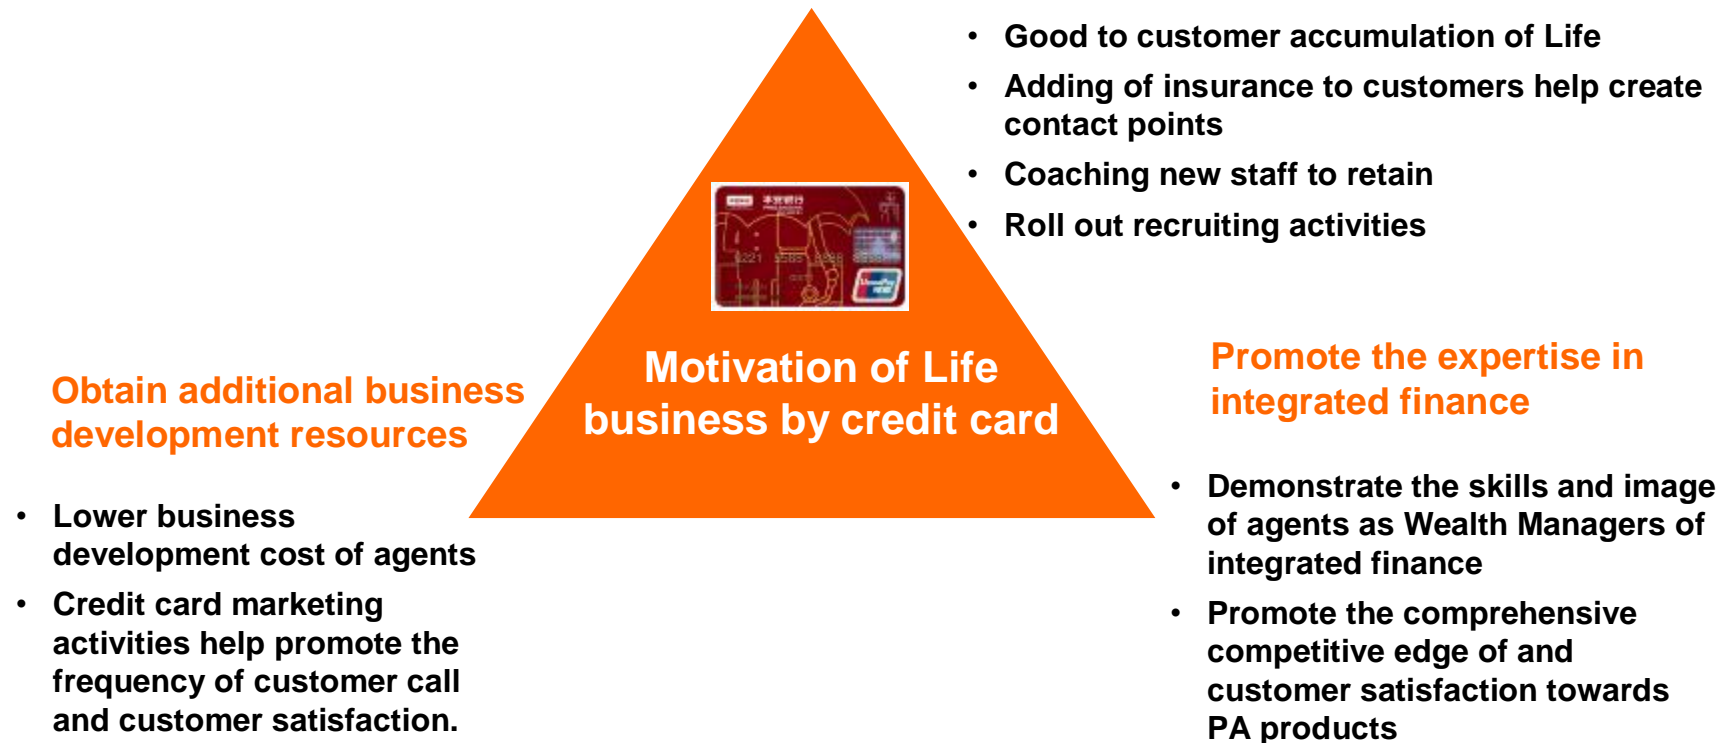 • Good to customer accumulation of Life
• Adding of insurance to customers help create
contact points
• Coaching new staff to retain
• Roll out recruiting activities
Motivation of Life
business by credit card
Obtain additional business
development resources
• Lower business
development cost of agents
• Credit card marketing
activities help promote the
frequency of customer call
and customer satisfaction.
Promote the expertise in
integrated finance
• Demonstrate the skills and image
of agents as Wealth Managers of
integrated finance
• Promote the comprehensive
competitive edge of and
customer satisfaction towards
PA products